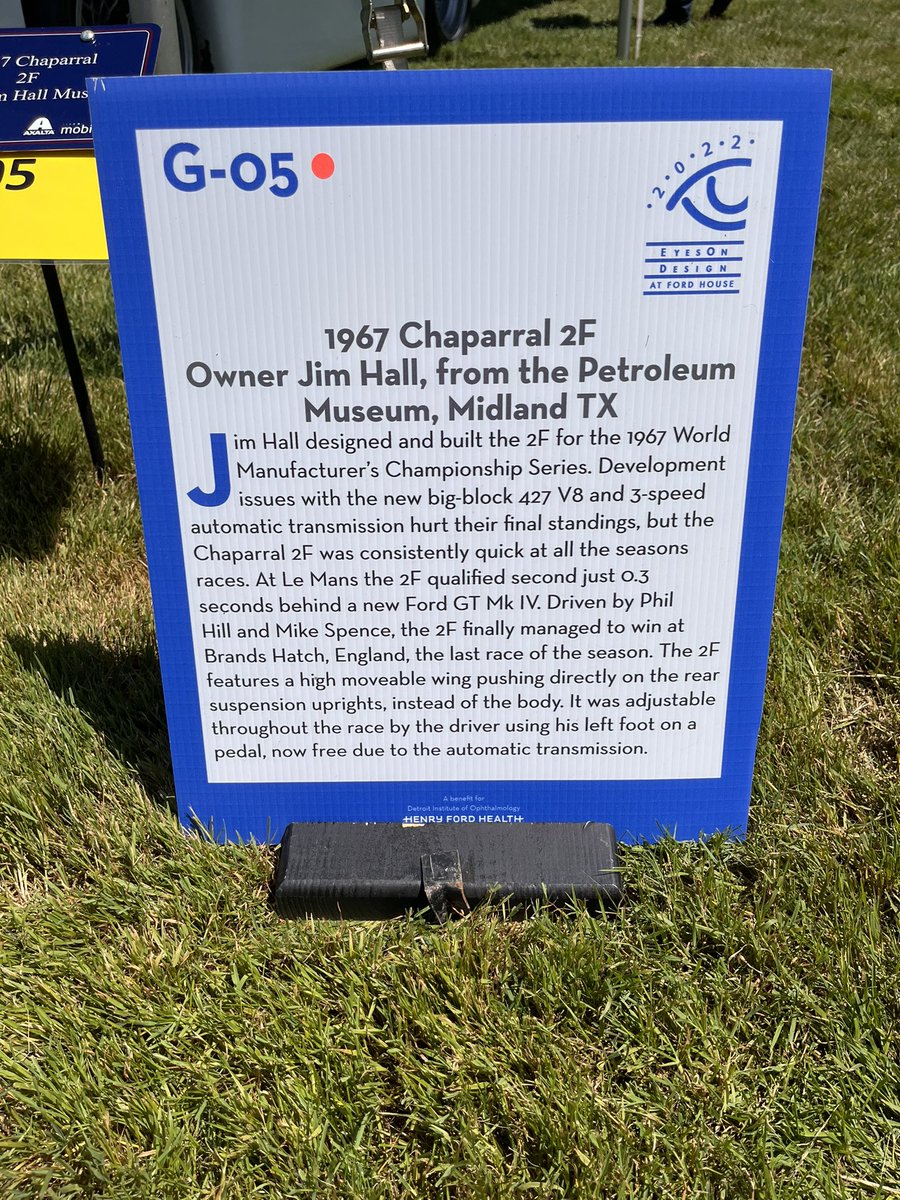 7 Chaparral
2F
m Hall Mus
AXALTA mobi
05
G-05
·2·0·2·2·
EYESON
DESIGN
AT FORD HOUSE
1967 Chaparral 2F
Owner Jim Hall, from the Petroleum
Museum, Midland TX
Jim Hall designed and built the 2F for the 1967 World
Manufacturer's Championship Series. Development
issues with the new big-block 427 V8 and 3-speed
automatic transmission hurt their final standings, but the
Chaparral 2F was consistently quick at all the seasons
races. At Le Mans the 2F qualified second just 0.3
seconds behind a new Ford GT Mk IV. Driven by Phil
Hill and Mike Spence, the 2F finally managed to win at
Brands Hatch, England, the last race of the season. The 2F
features a high moveable wing pushing directly on the rear
suspension uprights, instead of the body. It was adjustable
throughout the race by the driver using his left foot on a
pedal, now free due to the automatic transmission.
A benefit for
Detroit Institute of Ophthalmology
HENRY FORD HEALTH